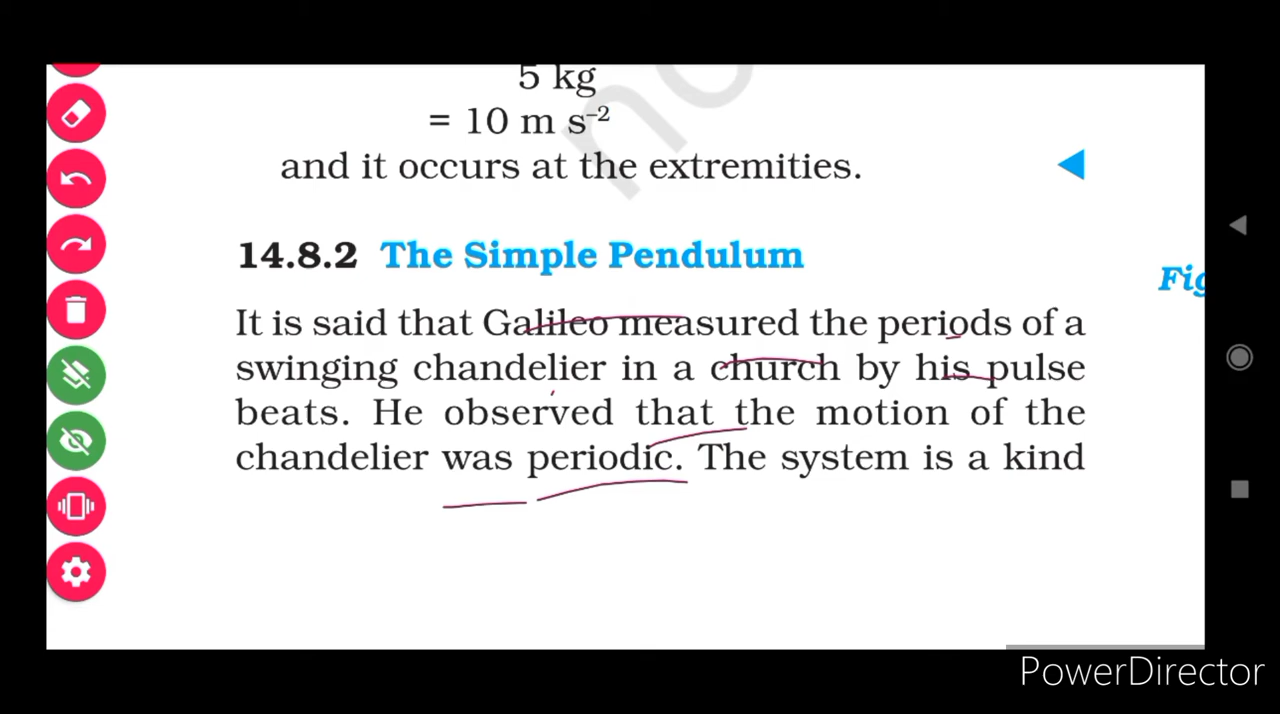 5 kg
= 10 m s⁻²
and it occurs at the extremities.
14.8.2 The Simple Pendulum
Fig
It is said that Galileo measured the periods of a
swinging chandelier in a church by his pulse
beats. He observed that the motion of the
chandelier was periodic. The system is a kind
PowerDirector